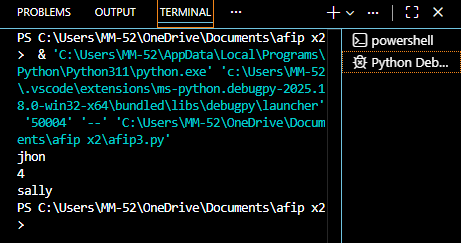 PROBLEMS OUTPUT TERMINAL ···
PS C:\Users\MM-52\OneDrive\Documents\afip x2
> & 'C:\Users\MM-52\AppData\Local\Programs\
Python\Python311\python.exe' 'c:\Users\MM-52
\.vscode\extensions\ms-python.debugpy-2025.1
8.0-win32-x64\bundled\libs\debugpy\launcher'
'50004' '--' 'C:\Users\MM-52\OneDrive\Docum
ents\afip x2\afip3.py'
jhon
4
sally
PS C:\Users\MM-52\OneDrive\Documents\afip x2
>
powershell
Python Deb...